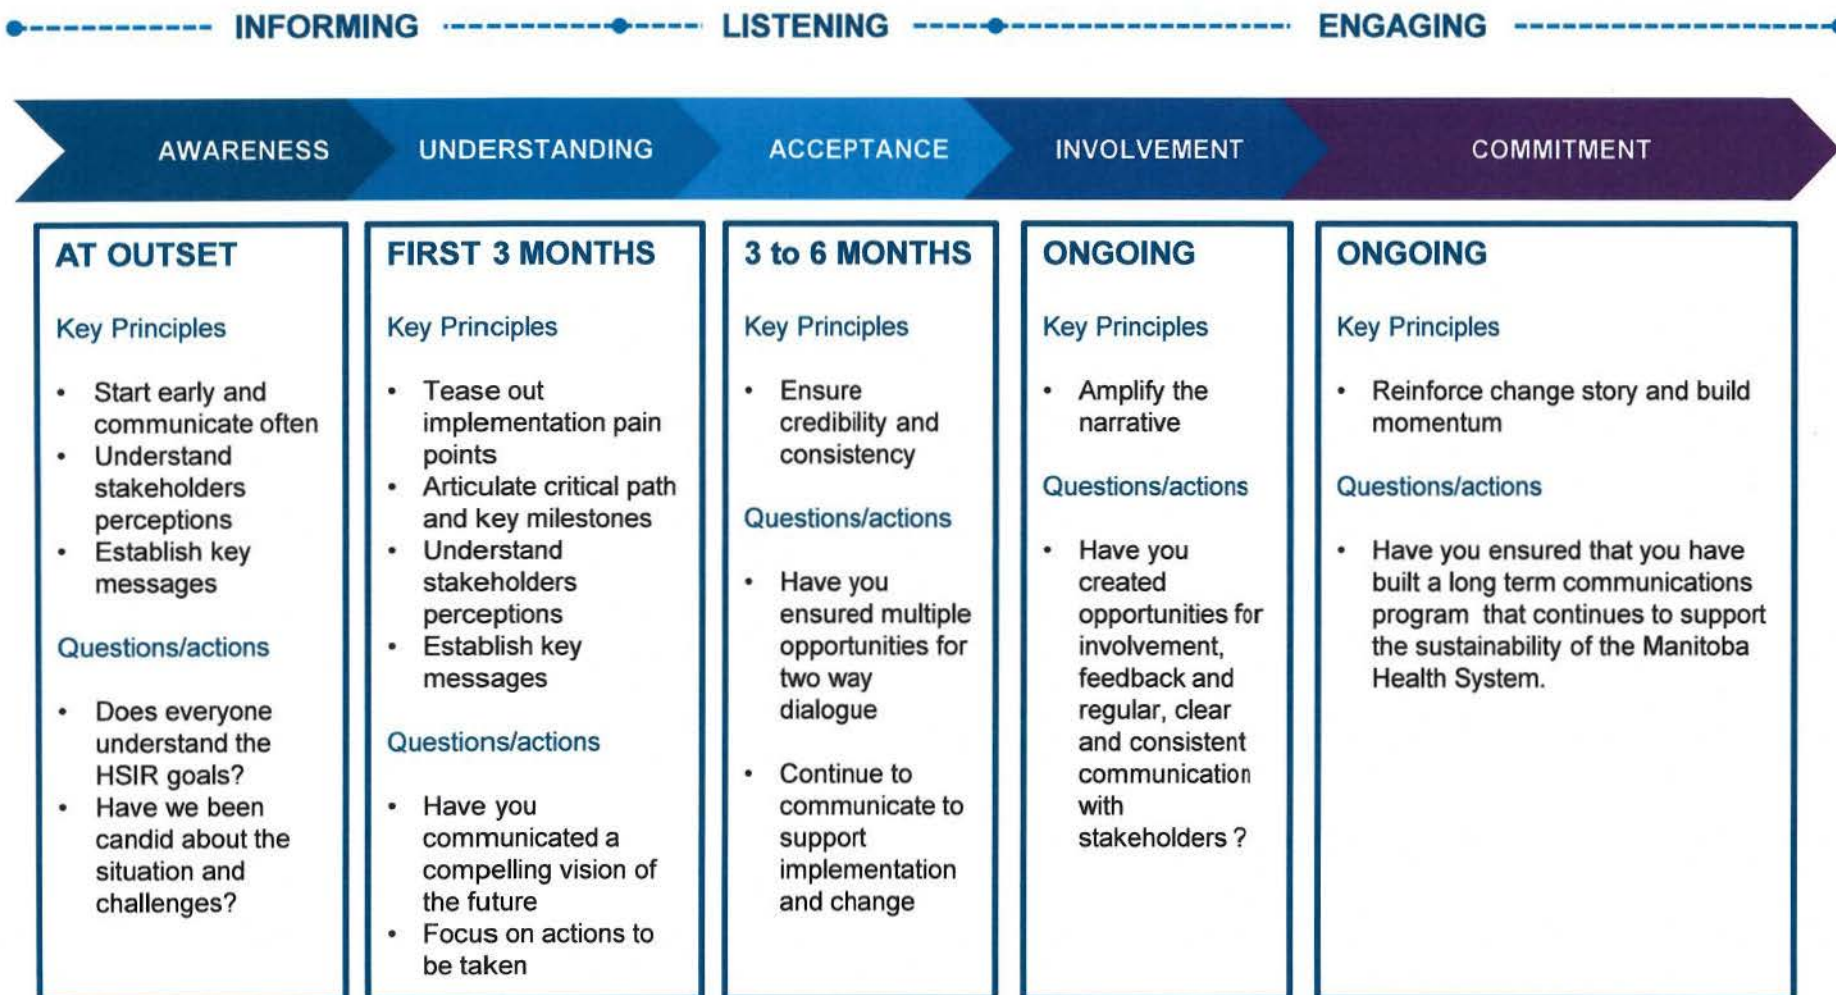 INFORMING
LISTENING
ENGAGING
AWARENESS
UNDERSTANDING
ACCEPTANCE
INVOLVEMENT
COMMITMENT
AT OUTSET
Key Principles
• Start early and
communicate often
• Understand
stakeholders
perceptions
• Establish key
messages
Questions/actions
• Does everyone
understand the
HSIR goals?
• Have we been
candid about the
situation and
challenges?
FIRST 3 MONTHS
Key Principles
• Tease out
implementation pain
points
• Articulate critical path
and key milestones
• Understand
stakeholders
perceptions
• Establish key
messages
Questions/actions
• Have you
communicated a
compelling vision of
the future
• Focus on actions to
be taken
3 to 6 MONTHS
Key Principles
• Ensure
credibility and
consistency
Questions/actions
• Have you
ensured multiple
opportunities for
two way
dialogue
• Continue to
communicate to
support
implementation
and change
ONGOING
Key Principles
• Amplify the
narrative
Questions/actions
• Have you
created
opportunities for
involvement,
feedback and
regular, clear
and consistent
communication
with
stakeholders ?
ONGOING
Key Principles
• Reinforce change story and build
momentum
Questions/actions
• Have you ensured that you have
built a long term communications
program that continues to support
the sustainability of the Manitoba
Health System.